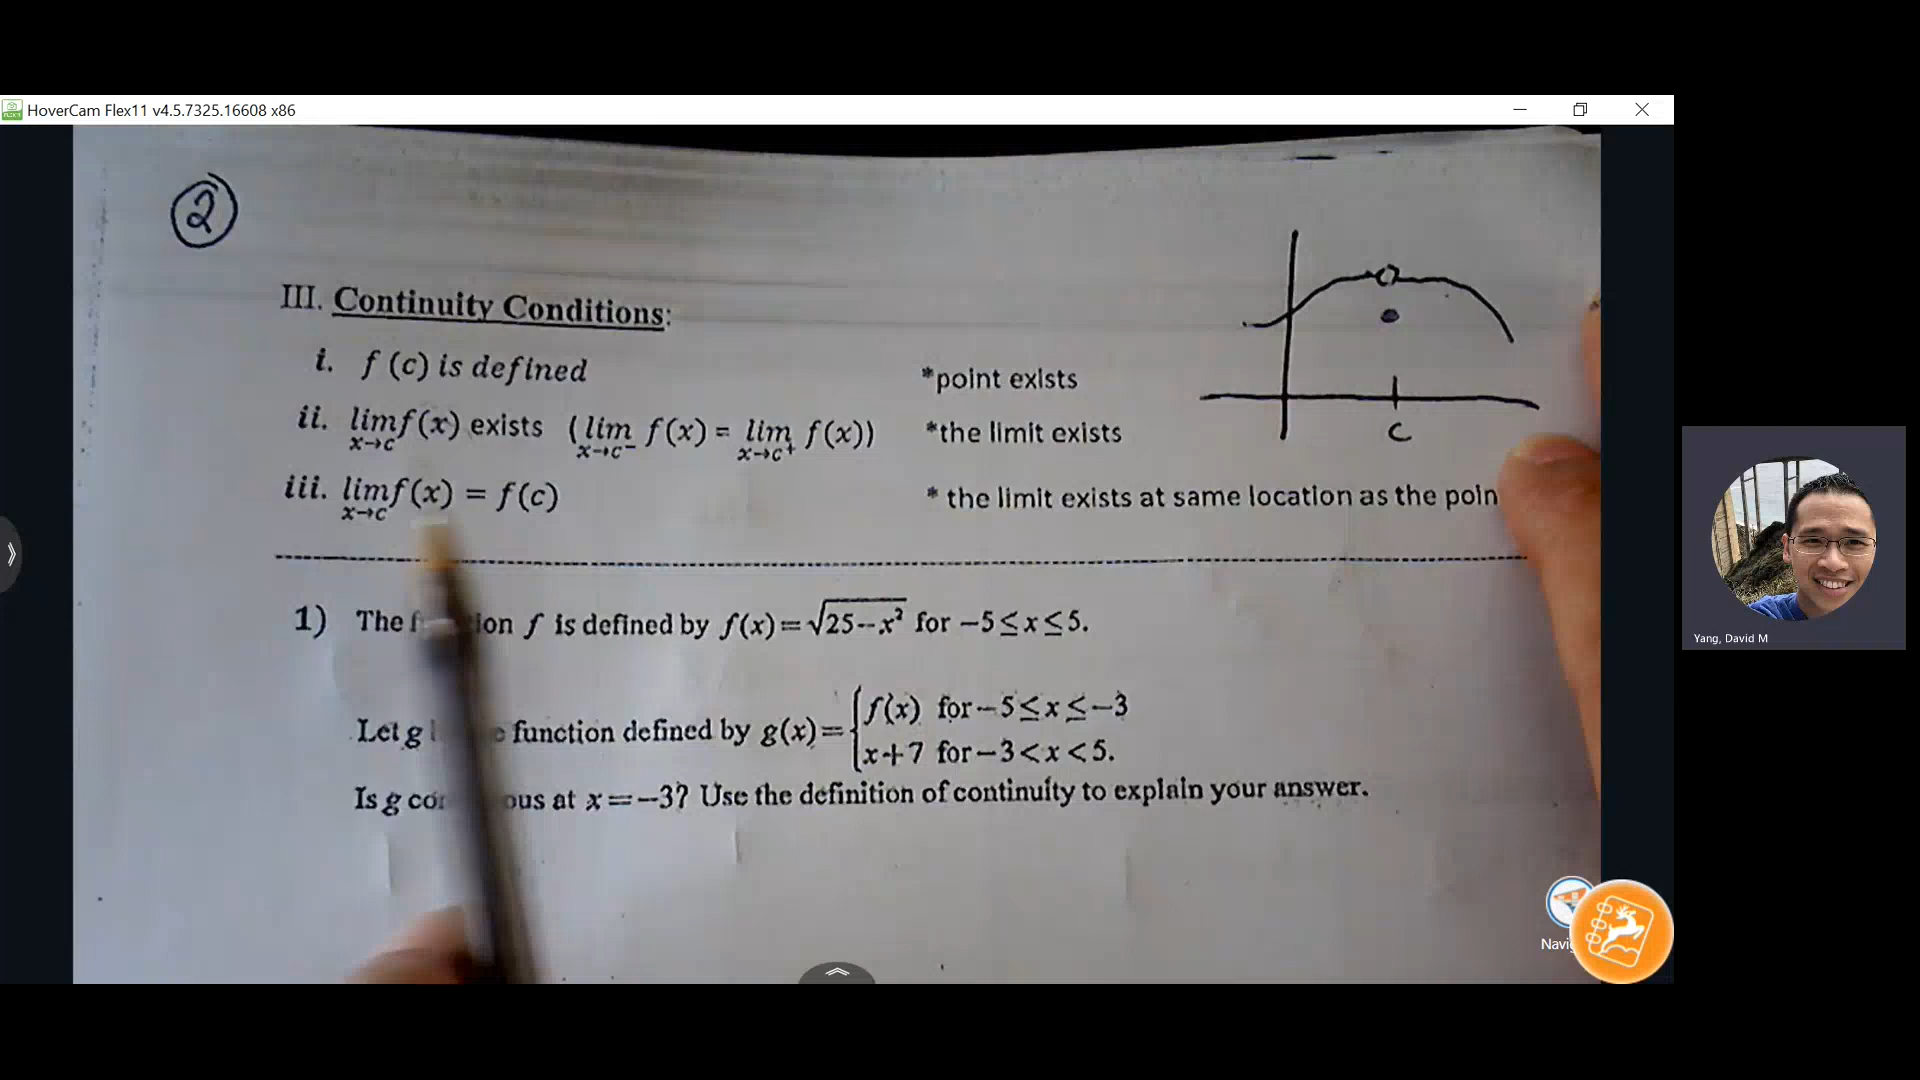 HoverCam Flex11 v4.5.7325.16608 x86
2
III. Continuity Conditions:
i. f (c) is defined *point exists
ii. lim f(x) exists (lim f(x) = lim f(x)) *the limit exists
x→c x→c⁻ x→c⁺
c
iii. lim f(x) = f(c) * the limit exists at same location as the poin
x→c
1) The f ion f is defined by f(x)=√25−x² for −5≤x≤5.
Let g function defined by g(x)={f(x) for −5≤x≤−3
x+7 for −3<x<5.
Is g co ous at x=−3? Use the definition of continuity to explain your answer.
Yang, David M
Navi